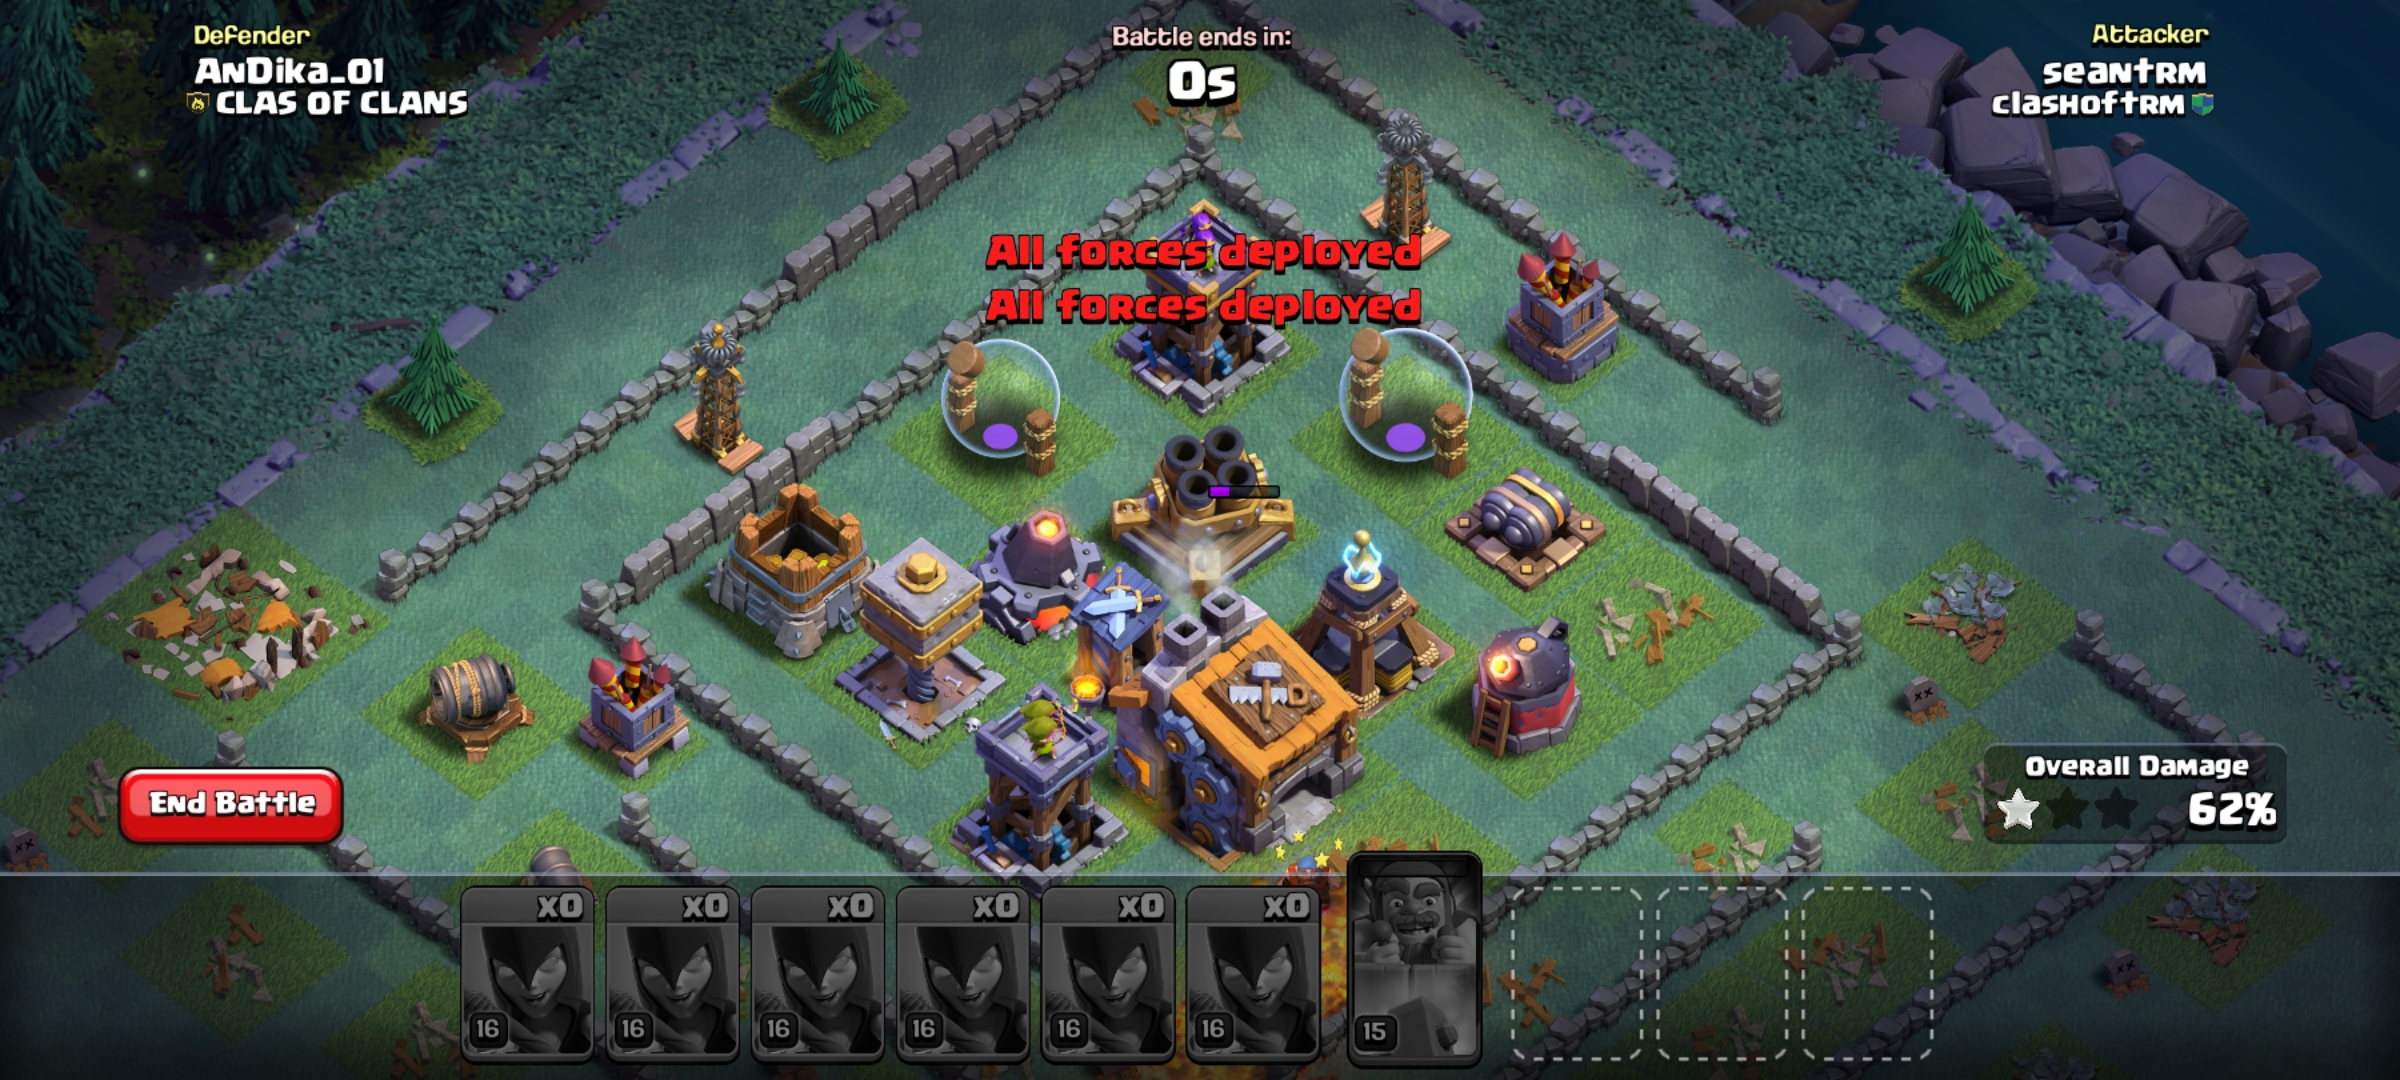 Defender
AnDika_01
CLAS OF CLANS
Battle ends in:
0s
Attacker
seantRM
clashoftRM
All forces deployed
All forces deployed
End Battle
Overall Damage
62%
x0
x0
x0
x0
x0
x0
16
16
16
16
16
16
15